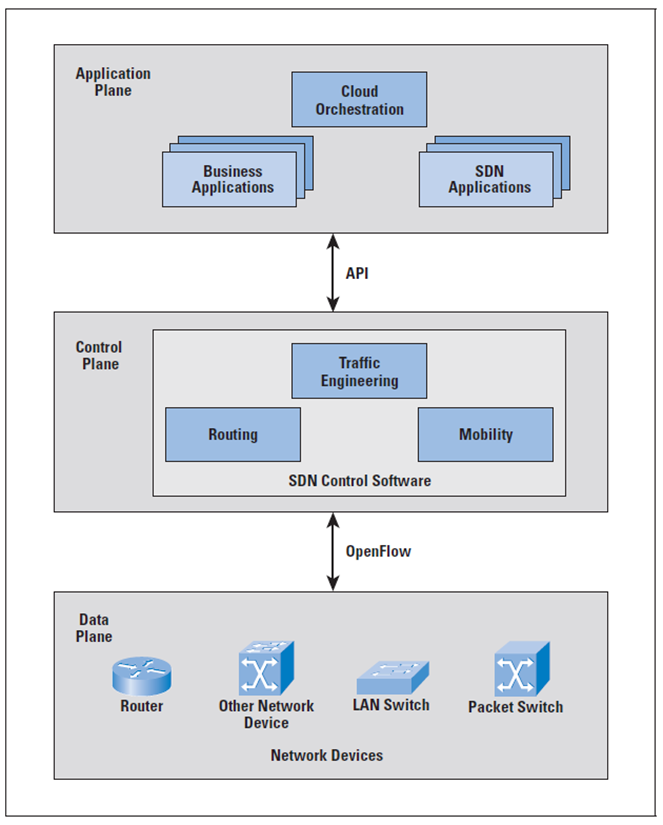 Application
Plane
Cloud
Orchestration
Business
Applications
SDN
Applications
API
Control
Plane
Traffic
Engineering
Routing
Mobility
SDN Control Software
OpenFlow
Data
Plane
Router
Other Network
Device
LAN Switch
Packet Switch
Network Devices